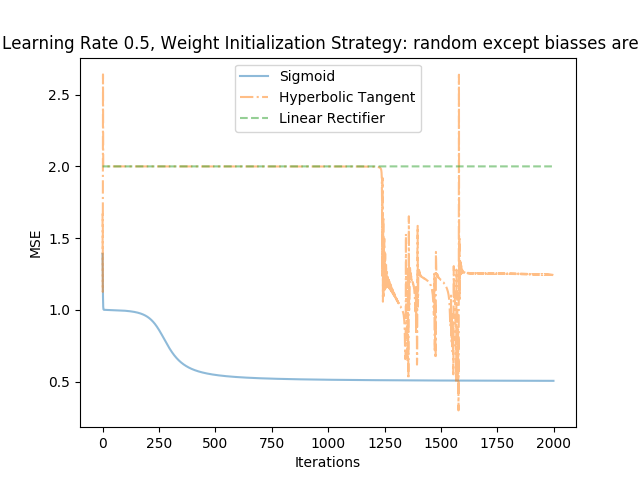 Learning Rate 0.5, Weight Initialization Strategy: random except biasses are
Sigmoid
Hyperbolic Tangent
Linear Rectifier
2.5
2.0
1.5
1.0
0.5
MSE
0 250 500 750 1000 1250 1500 1750 2000
Iterations